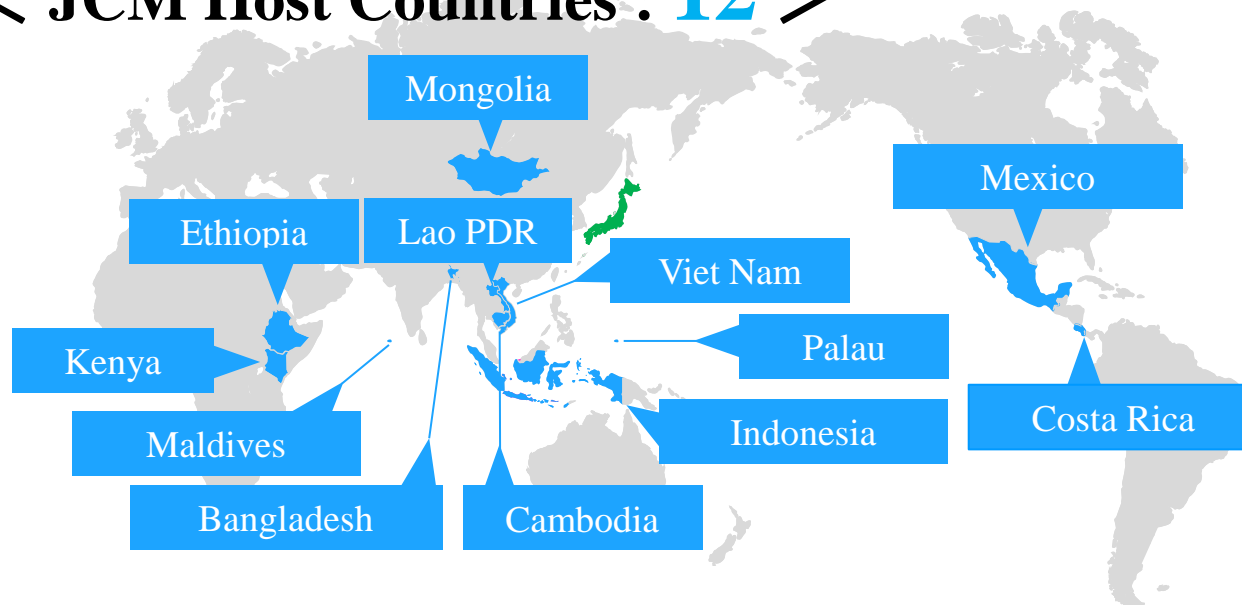 < JCM Host Countries : 12 >
Mongolia
Mexico
Ethiopia
Lao PDR
Viet Nam
Kenya
Palau
Maldives
Indonesia
Costa Rica
Bangladesh
Cambodia